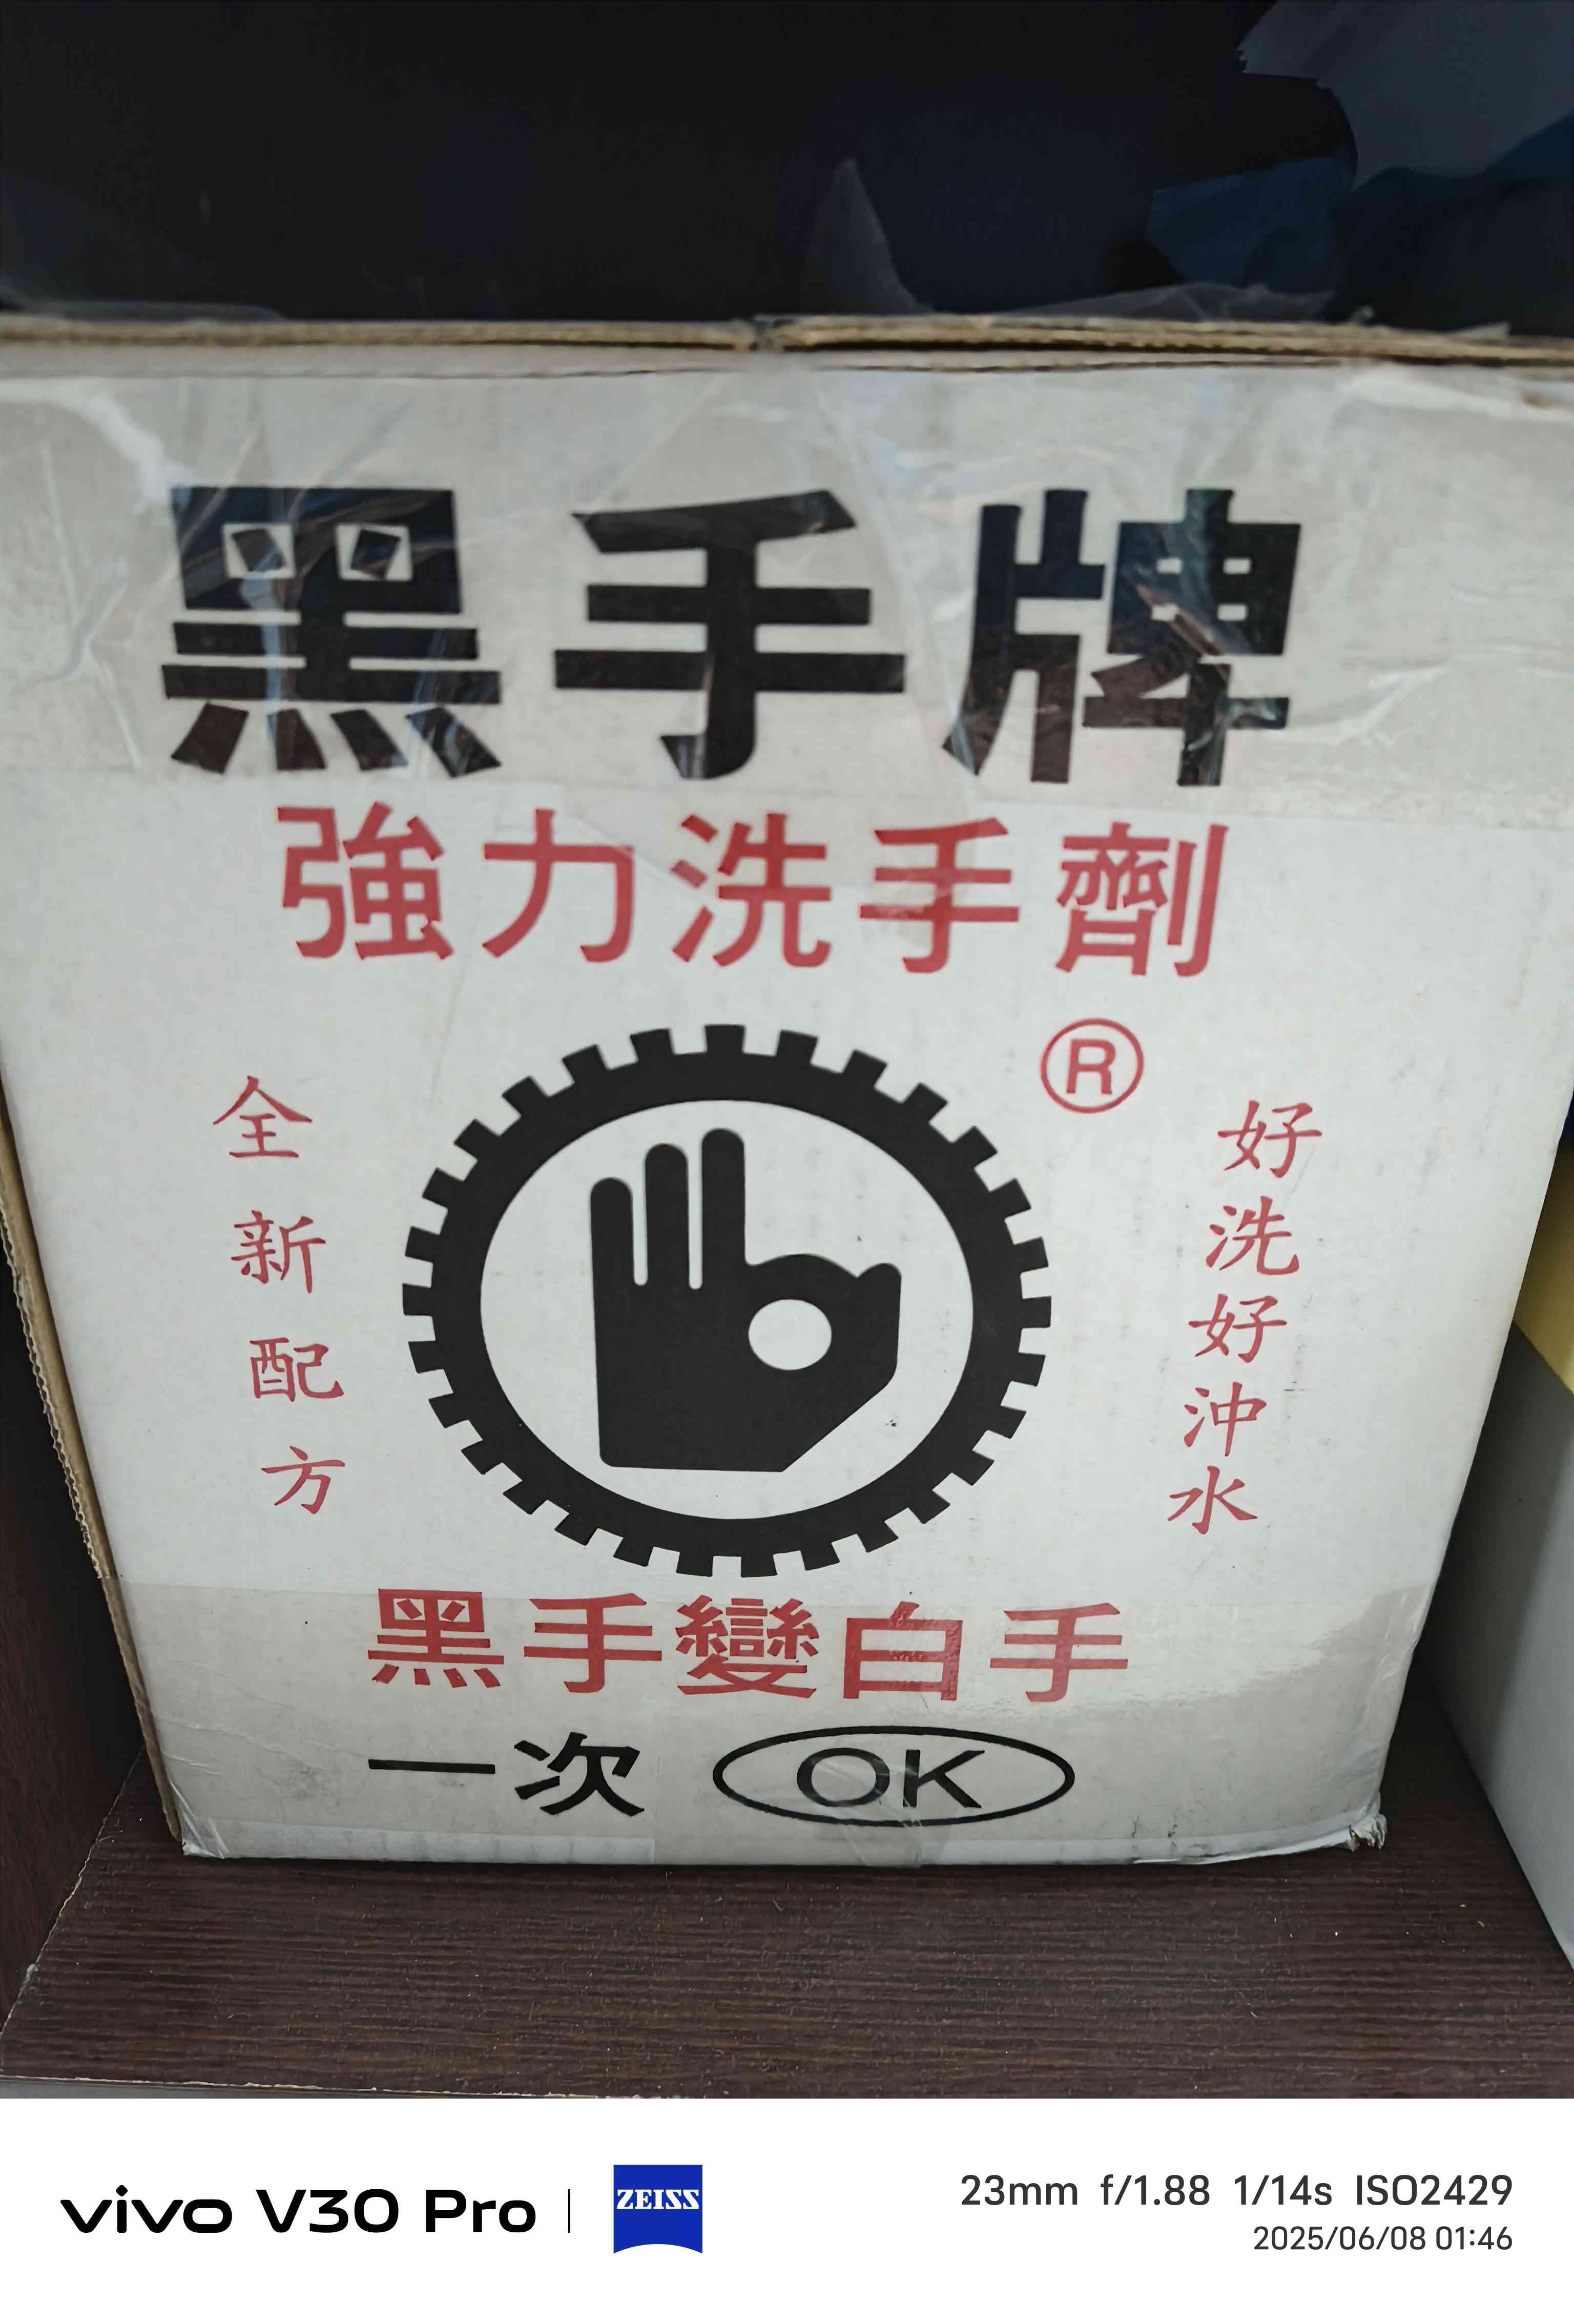 黑手牌
強力洗手劑
®
全新配方
好洗好沖水
黑手變白手
一次 OK
vivo V30 Pro | ZEISS
23mm f/1.88 1/14s ISO2429
2025/06/08 01:46